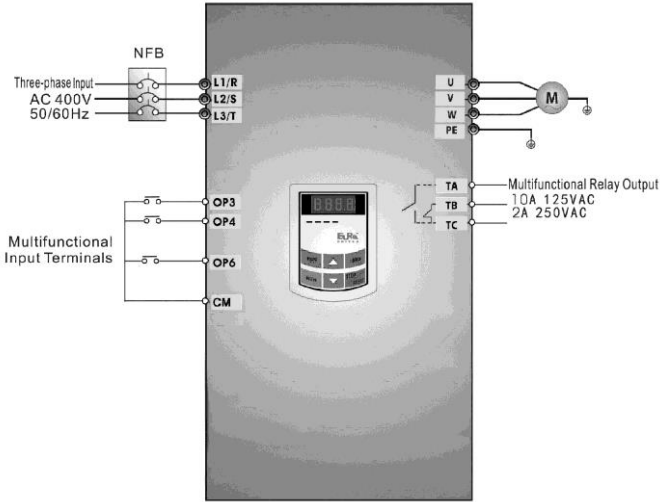 NFB
Three-phase Input
AC 400V
50/60Hz
L1/R
L2/S
L3/T
U
V
W
PE
M
TA
TB
TC
Multifunctional Relay Output
10A 125VAC
2A 250VAC
OP3
OP4
OP6
CM
Multifunctional
Input Terminals
8.8.8.8.